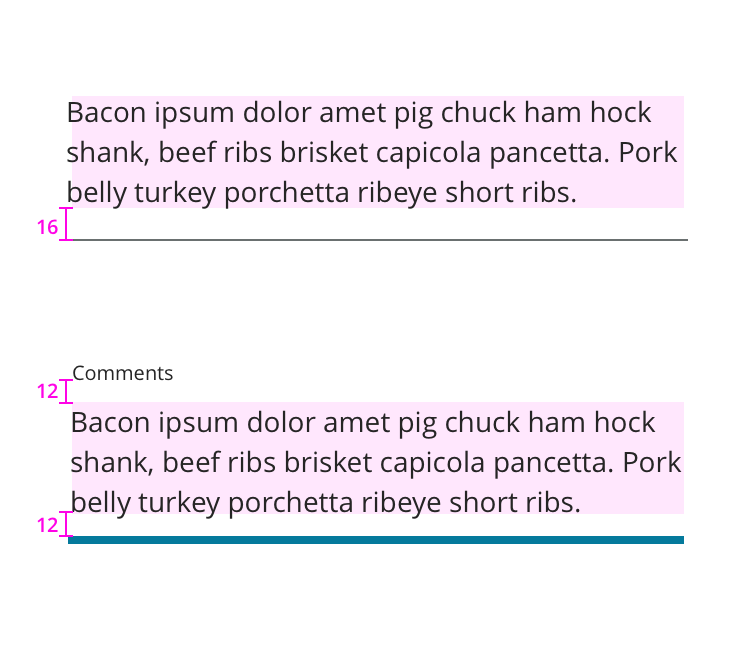 Bacon ipsum dolor amet pig chuck ham hock
shank, beef ribs brisket capicola pancetta. Pork
belly turkey porchetta ribeye short ribs.
16
Comments
12
Bacon ipsum dolor amet pig chuck ham hock
shank, beef ribs brisket capicola pancetta. Pork
belly turkey porchetta ribeye short ribs.
12